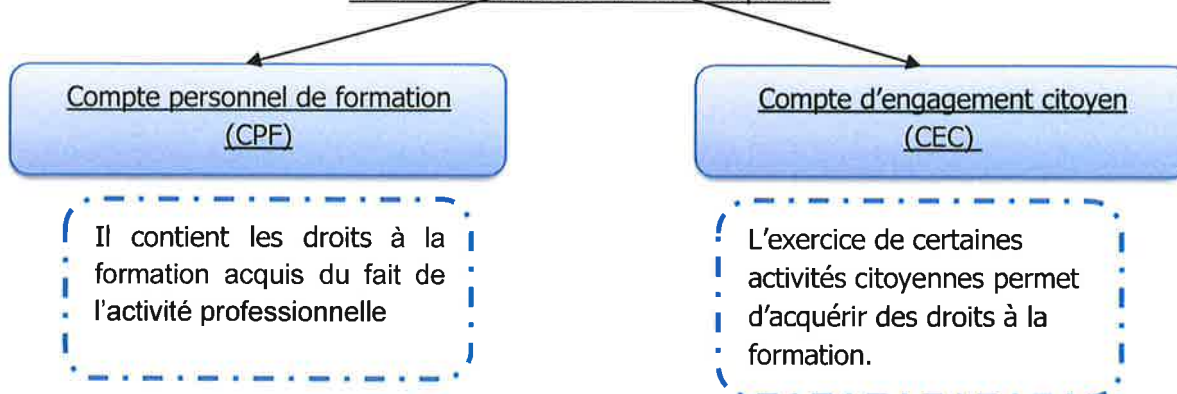 Compte personnel de formation
(CPF)
Il contient les droits à la
formation acquis du fait de
l'activité professionnelle
Compte d'engagement citoyen
(CEC)
L'exercice de certaines
activités citoyennes permet
d'acquérir des droits à la
formation.